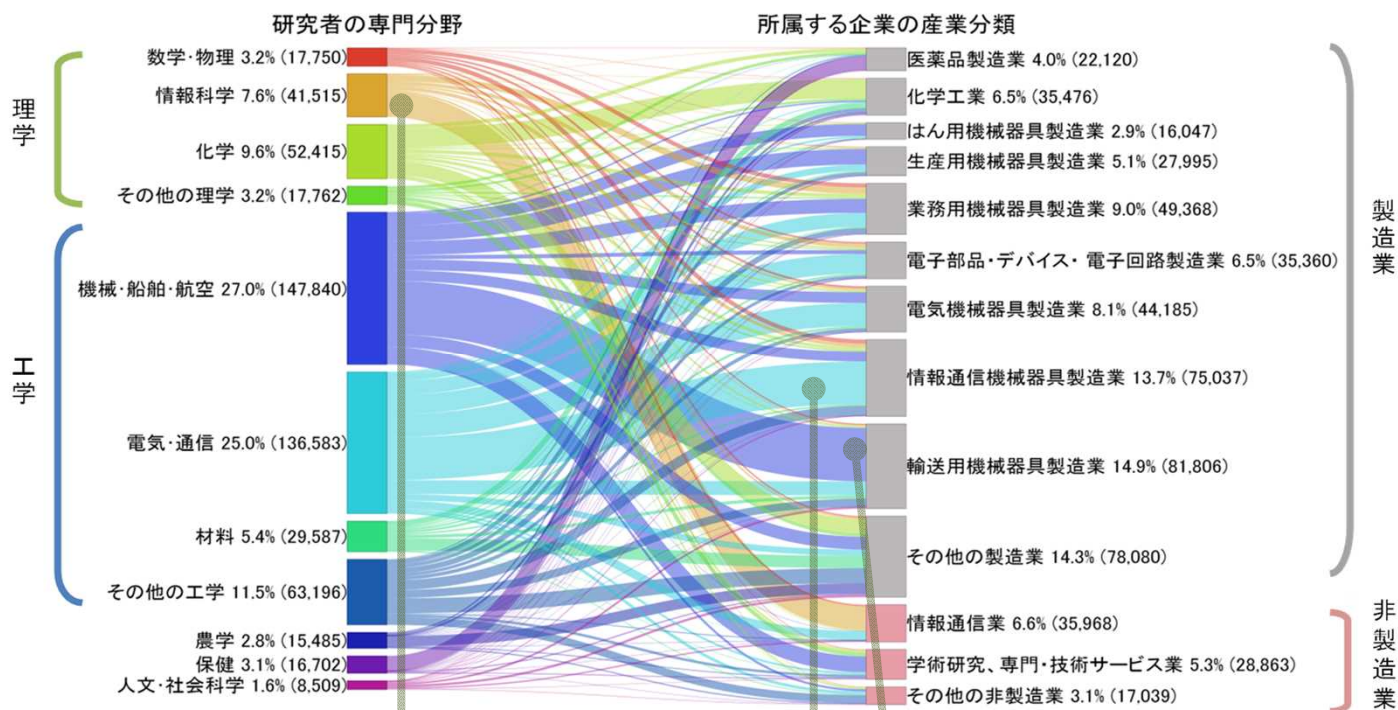 研究者の専門分野
所属する企業の産業分類
理学
数学・物理 3.2% (17,750)
情報科学 7.6% (41,515)
化学 9.6% (52,415)
その他の理学 3.2% (17,762)
工学
機械・船舶・航空 27.0% (147,840)
電気・通信 25.0% (136,583)
材料 5.4% (29,587)
その他の工学 11.5% (63,196)
農学 2.8% (15,485)
保健 3.1% (16,702)
人文・社会科学 1.6% (8,509)
医薬品製造業 4.0% (22,120)
化学工業 6.5% (35,476)
はん用機械器具製造業 2.9% (16,047)
生産用機械器具製造業 5.1% (27,995)
業務用機械器具製造業 9.0% (49,368)
電子部品・デバイス・ 電子回路製造業 6.5% (35,360)
電気機械器具製造業 8.1% (44,185)
情報通信機械器具製造業 13.7% (75,037)
輸送用機械器具製造業 14.9% (81,806)
その他の製造業 14.3% (78,080)
製造業
情報通信業 6.6% (35,968)
学術研究、専門・技術サービス業 5.3% (28,863)
その他の非製造業 3.1% (17,039)
非製造業